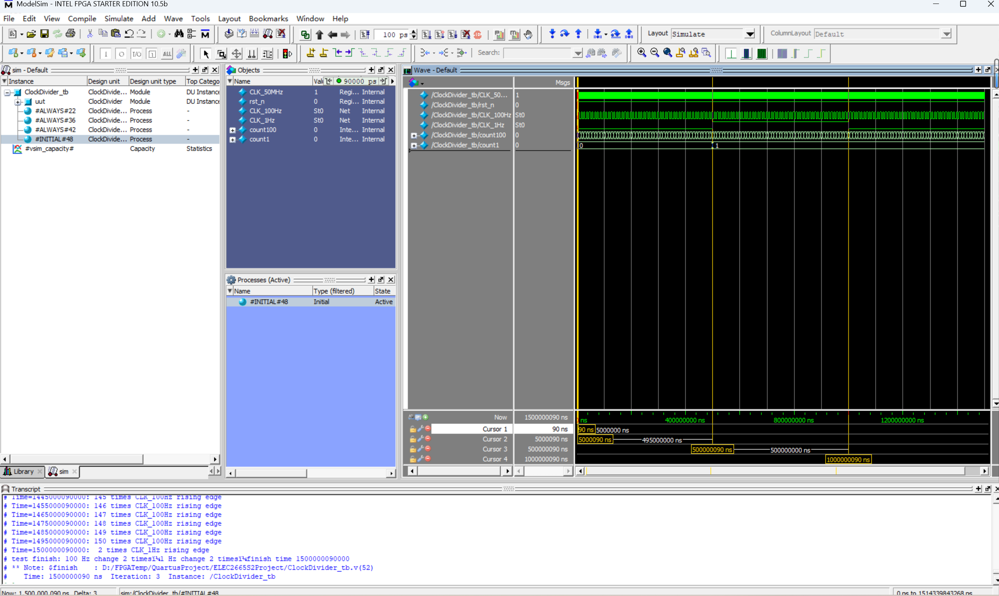 ModelSim - INTEL FPGA STARTER EDITION 10.5b
File Edit View Compile Simulate Add Wave Tools Layout Bookmarks Window Help
100 ps
Layout Simulate
ColumnLayout Default
Search:
sim - Default
Instance Design unit Design unit type Top Catego
ClockDivider_tb ClockDivide... Module DU Instance
uut ClockDivider Module DU Instance
#ALWAYS#22 ClockDivide... Process -
#ALWAYS#36 ClockDivide... Process -
#ALWAYS#42 ClockDivide... Process -
#INITIAL#48 ClockDivide... Process -
#vsim_capacity# Capacity Statistics
Library
sim
Objects
Name Val 90000 ps
CLK_50MHz 1 Regi... Internal
rst_n 0 Regi... Internal
CLK_100Hz St0 Net Internal
CLK_1Hz St0 Net Internal
count100 0 Inte... Internal
count1 0 Inte... Internal
Processes (Active)
Name Type (filtered) State
#INITIAL#48 Initial Active
Wave - Default
Msgs
/ClockDivider_tb/CLK_50... 1
/ClockDivider_tb/rst_n 0
/ClockDivider_tb/CLK_100Hz St0
/ClockDivider_tb/CLK_1Hz St0
/ClockDivider_tb/count100 0
/ClockDivider_tb/count1 0 0 1
Now 1500000090 ns ns 400000000 ns 800000000 ns 1200000000 ns
Cursor 1 90 ns 90 ns 5000000 ns
Cursor 2 5000090 ns 5000090 ns 495000000 ns
Cursor 3 500000090 ns 500000090 ns 500000000 ns
Cursor 4 1000000090 ns 1000000090 ns
Transcript
# Time=1445000090000: 145 times CLK_100Hz rising edge
# Time=1455000090000: 146 times CLK_100Hz rising edge
# Time=1465000090000: 147 times CLK_100Hz rising edge
# Time=1475000090000: 148 times CLK_100Hz rising edge
# Time=1485000090000: 149 times CLK_100Hz rising edge
# Time=1495000090000: 150 times CLK_100Hz rising edge
# Time=1500000090000:  2 times CLK_1Hz rising edge
# test finish: 100 Hz change 2 timesï¼1 Hz change 2 timesï¼finish time 1500000090000
# ** Note: $finish    : D:/FPGATemp/QuartusProject/ELEC2665S2Project/ClockDivider_tb.v(52)
#    Time: 1500000090 ns  Iteration: 3  Instance: /ClockDivider_tb
Now: 1,500,000,090 ns Delta: 3
sim:/ClockDivider_tb/#INITIAL#48
0 ns to 1514339843268 ns